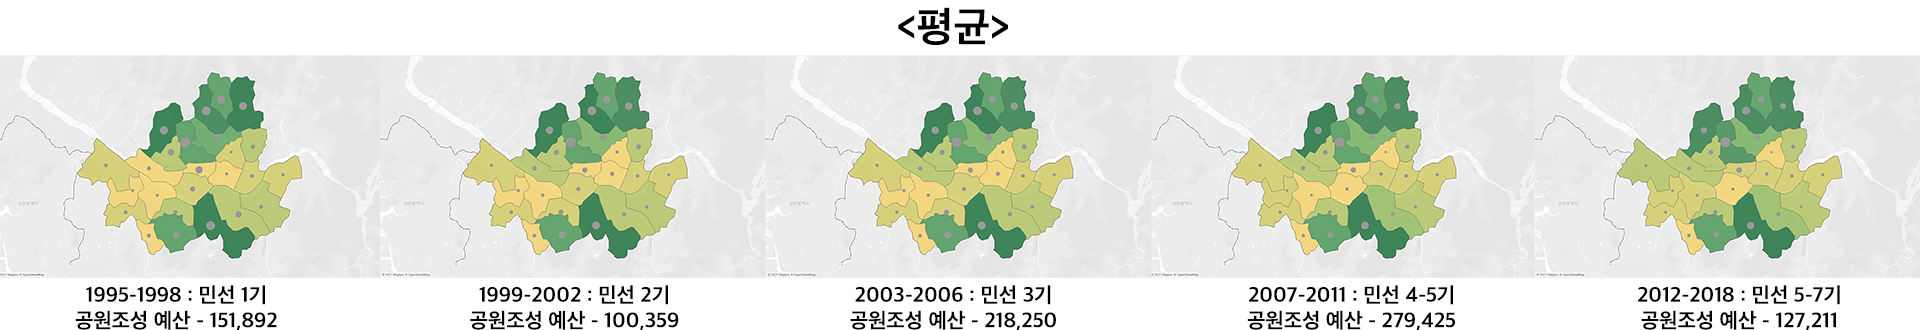 <평균>
1995-1998 : 민선 1기
공원조성 예산 - 151,892
1999-2002 : 민선 2기
공원조성 예산 - 100,359
2003-2006 : 민선 3기
공원조성 예산 - 218,250
2007-2011 : 민선 4-5기
공원조성 예산 - 279,425
2012-2018 : 민선 5-7기
공원조성 예산 - 127,211